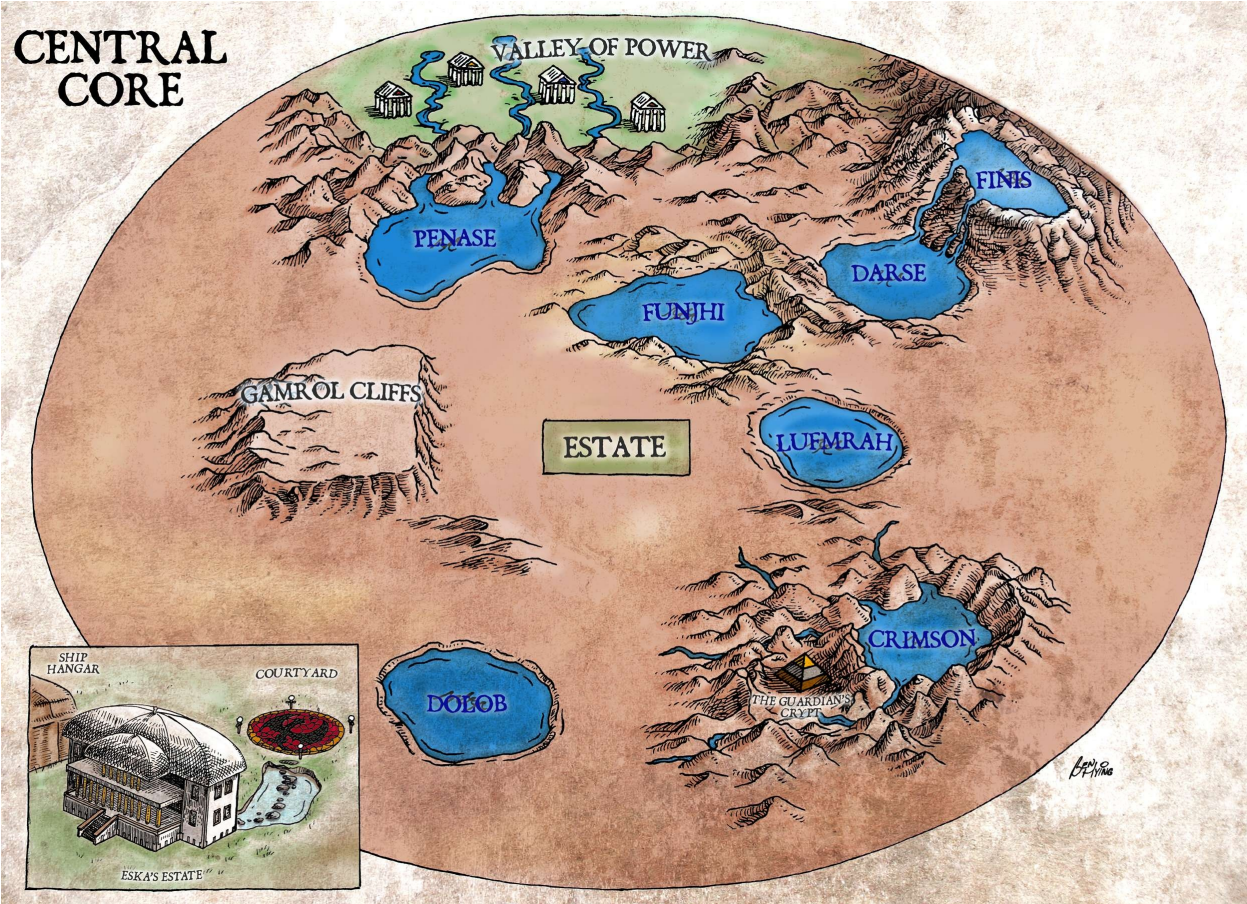 CENTRAL
CORE
VALLEY OF POWER
FINIS
PENASE
DARSE
FUNJHI
GAMROL CLIFFS
ESTATE
LUFMRAH
CRIMSON
THE GUARDIAN'S
CRYPT
DOLOB
SHIP
HANGAR
COURTYARD
ESKA'S ESTATE